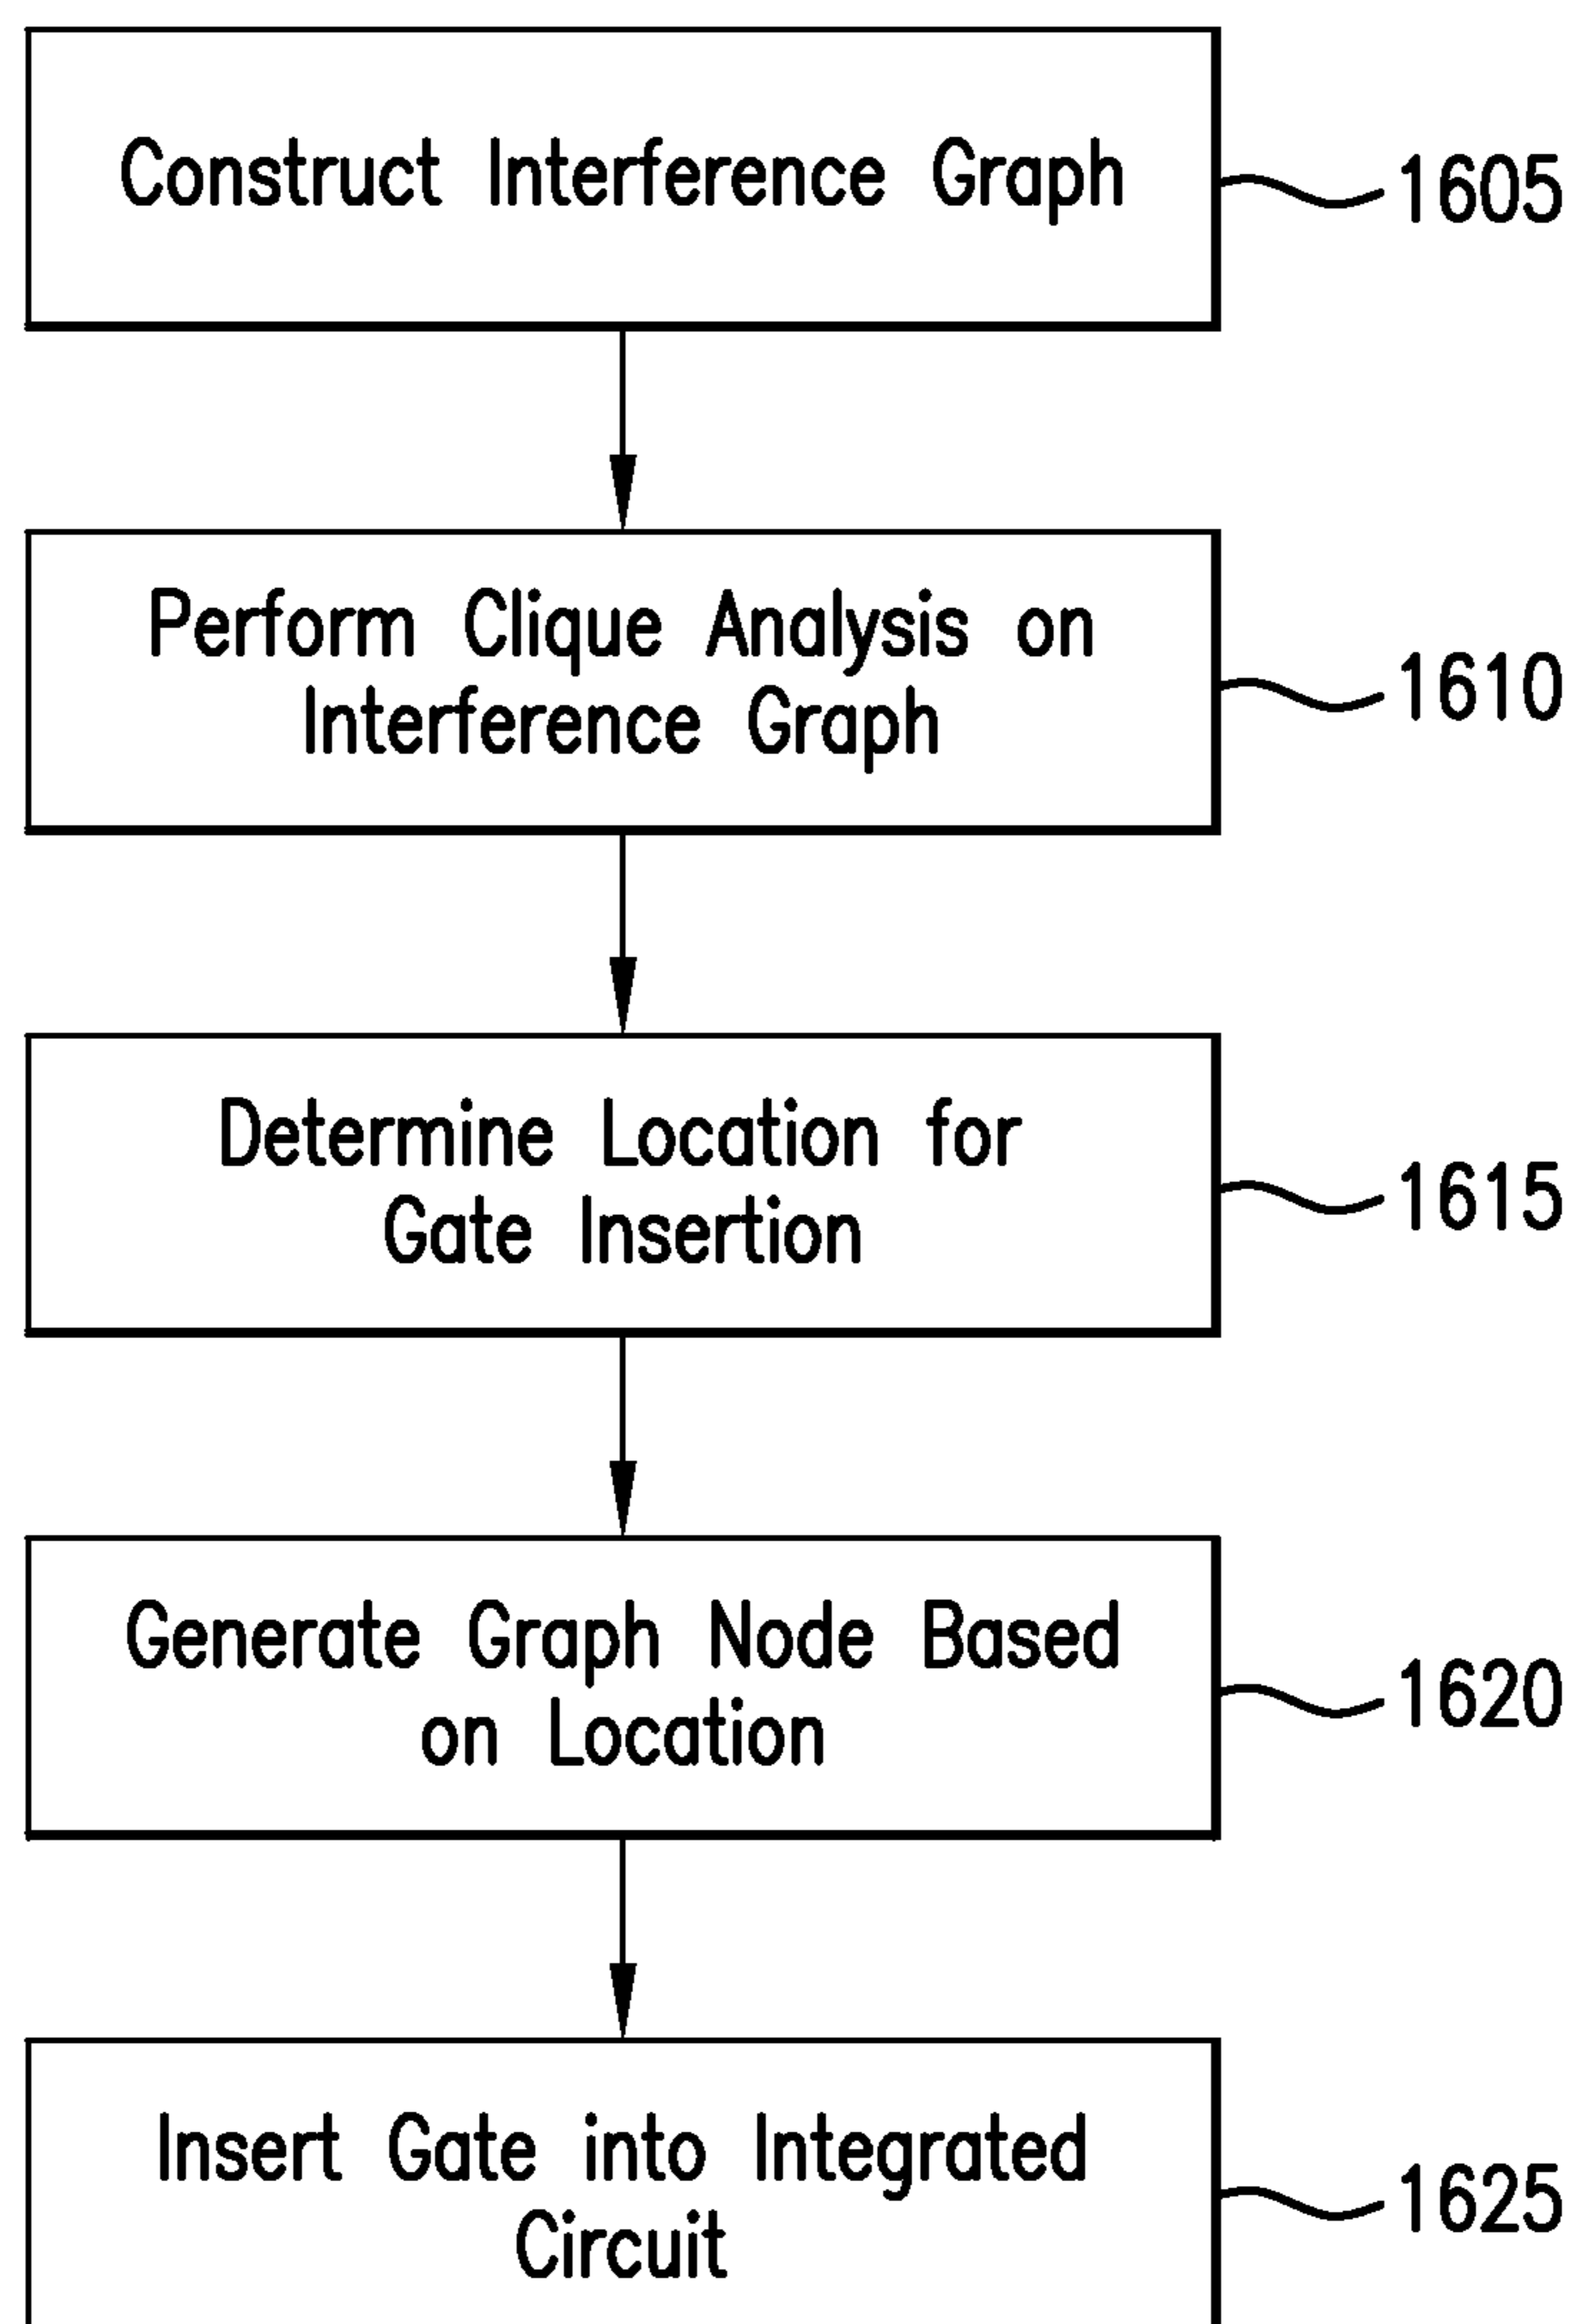 Construct Interference Graph
1605
Perform Clique Analysis on
Interference Graph
1610
Determine Location for
Gate Insertion
1615
Generate Graph Node Based
on Location
1620
Insert Gate into Integrated
Circuit
1625